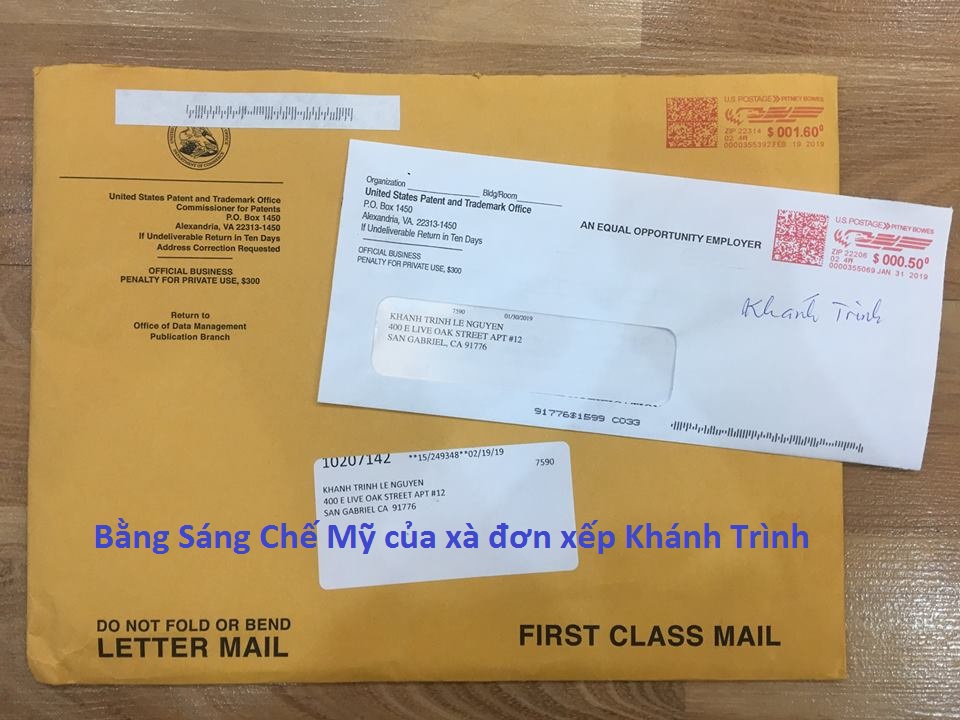 U.S. POSTAGE >> PITNEY BOWES
ZIP 22314 $ 001.60⁰
02 4W
0000355392 FEB 19 2019
United States Patent and Trademark Office
Commissioner for Patents
P.O. Box 1450
Alexandria, VA. 22313-1450
If Undeliverable Return in Ten Days
Address Correction Requested
OFFICIAL BUSINESS
PENALTY FOR PRIVATE USE, $300
Return to
Office of Data Management
Publication Branch
Organization Bldg/Room
United States Patent and Trademark Office
P.O. Box 1450
Alexandria, VA. 22313-1450
If Undeliverable Return in Ten Days
OFFICIAL BUSINESS
PENALTY FOR PRIVATE USE, $300
AN EQUAL OPPORTUNITY EMPLOYER
U.S. POSTAGE >> PITNEY BOWES
ZIP 22206 $ 000.50⁰
02 4W
0000355069 JAN 31 2019
Khánh Trình
7590 01/30/2019
KHANH TRINH LE NGUYEN
400 E LIVE OAK STREET APT #12
SAN GABRIEL, CA 91776
91776$1599 C033
10207142 **15/249348**02/19/19
7590
KHANH TRINH LE NGUYEN
400 E LIVE OAK STREET APT #12
SAN GABRIEL CA 91776
Bằng Sáng Chế Mỹ của xà đơn xếp Khánh Trình
DO NOT FOLD OR BEND
LETTER MAIL
FIRST CLASS MAIL